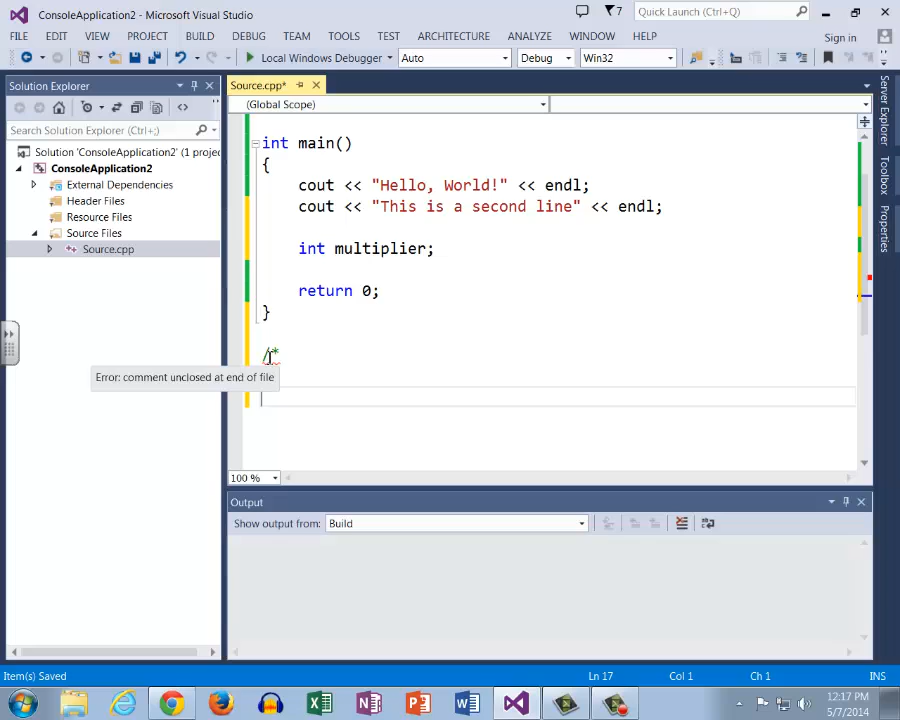 ConsoleApplication2 - Microsoft Visual Studio
7
Quick Launch (Ctrl+Q)
FILE EDIT VIEW PROJECT BUILD DEBUG TEAM TOOLS TEST ARCHITECTURE ANALYZE WINDOW HELP
Sign in
Local Windows Debugger Auto Debug Win32
Solution Explorer
Search Solution Explorer (Ctrl+;)
Solution 'ConsoleApplication2' (1 projec
ConsoleApplication2
External Dependencies
Header Files
Resource Files
Source Files
Source.cpp
Source.cpp*
(Global Scope)
int main()
{
cout << "Hello, World!" << endl;
cout << "This is a second line" << endl;
int multiplier;
return 0;
}
/*
Error: comment unclosed at end of file
100 %
Server Explorer
Toolbox
Properties
Output
Show output from: Build
Item(s) Saved
Ln 17 Col 1 Ch 1 INS
12:17 PM
5/7/2014